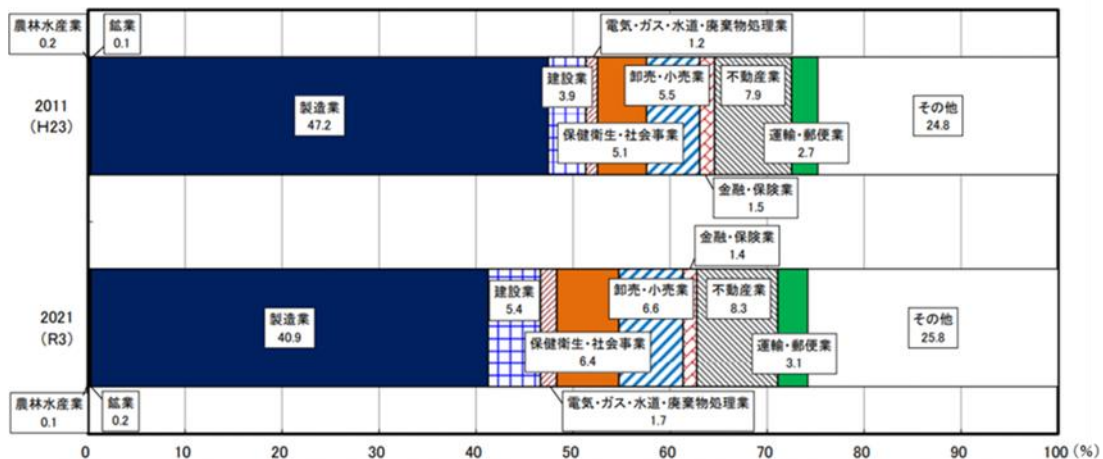 農林水産業
0.2
鉱業
0.1
電気・ガス・水道・廃棄物処理業
1.2
2011
(H23)
製造業
47.2
建設業
3.9
保健衛生・社会事業
5.1
卸売・小売業
5.5
不動産業
7.9
運輸・郵便業
2.7
その他
24.8
金融・保険業
1.5
金融・保険業
1.4
2021
(R3)
製造業
40.9
建設業
5.4
保健衛生・社会事業
6.4
卸売・小売業
6.6
不動産業
8.3
運輸・郵便業
3.1
その他
25.8
農林水産業
0.1
鉱業
0.2
電気・ガス・水道・廃棄物処理業
1.7
0 10 20 30 40 50 60 70 80 90 100 (%)